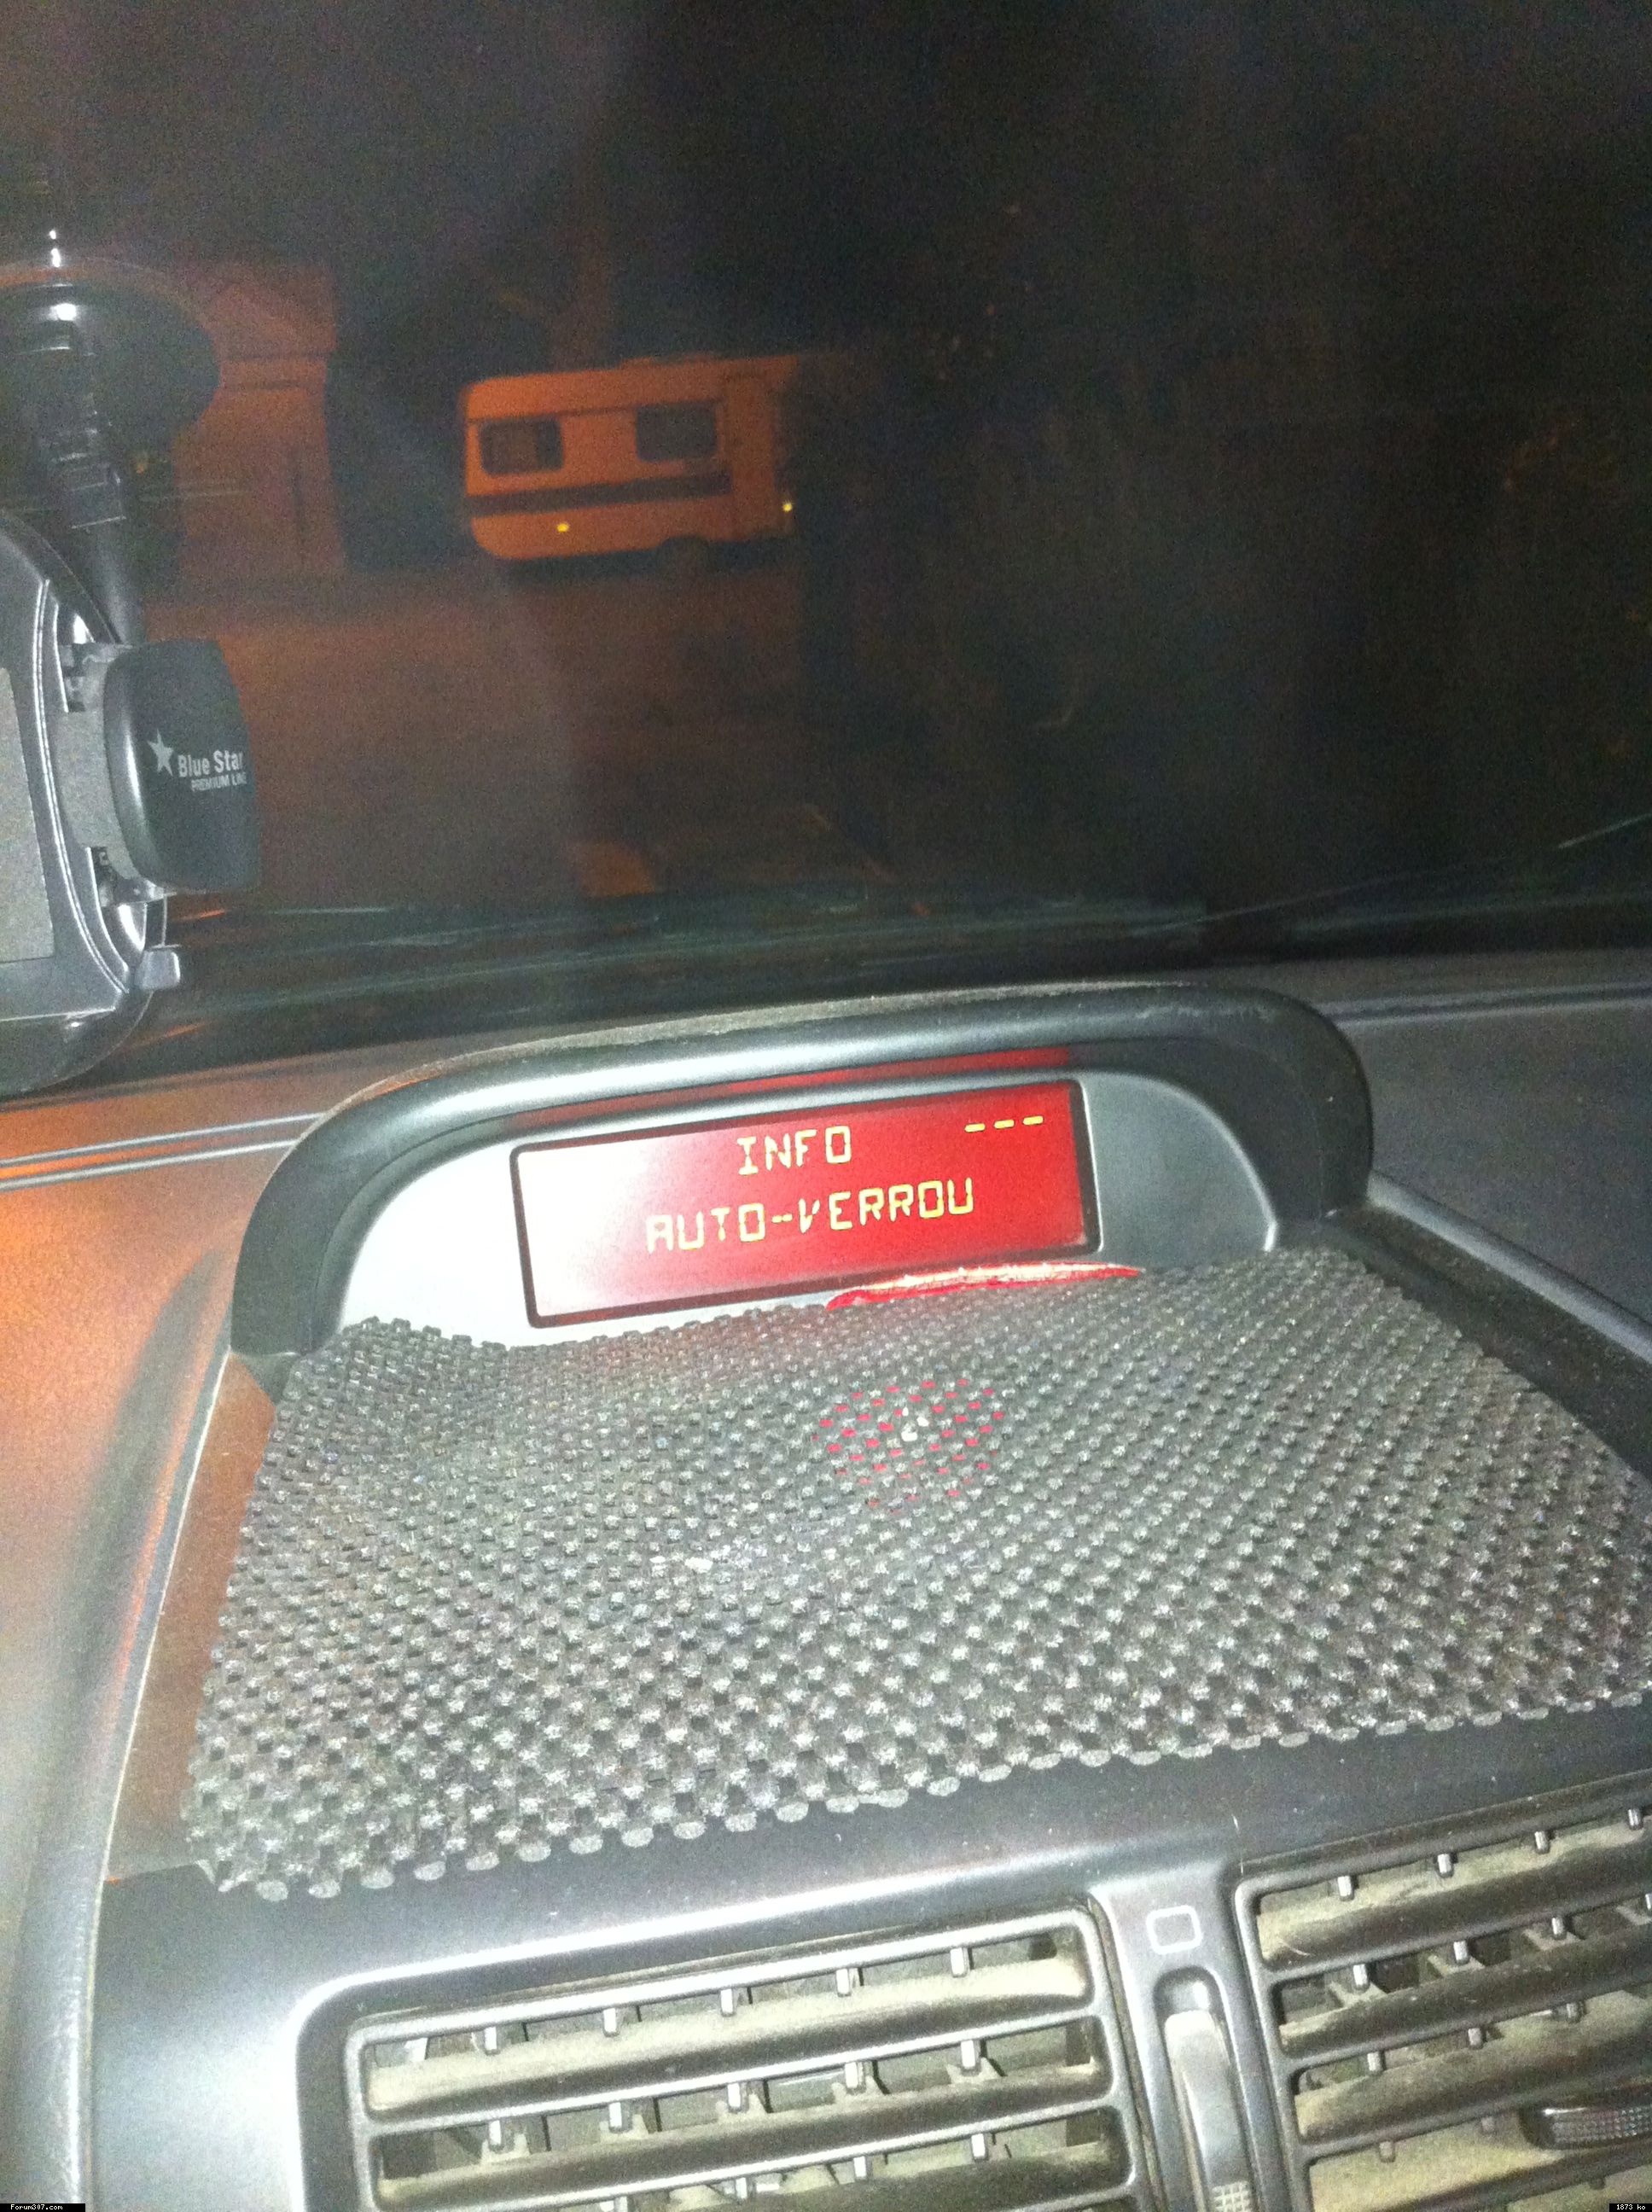 Blue Star
PREMIUM LINE
INFO
---
AUTO-VERROU
Forum307.com
1873 ko